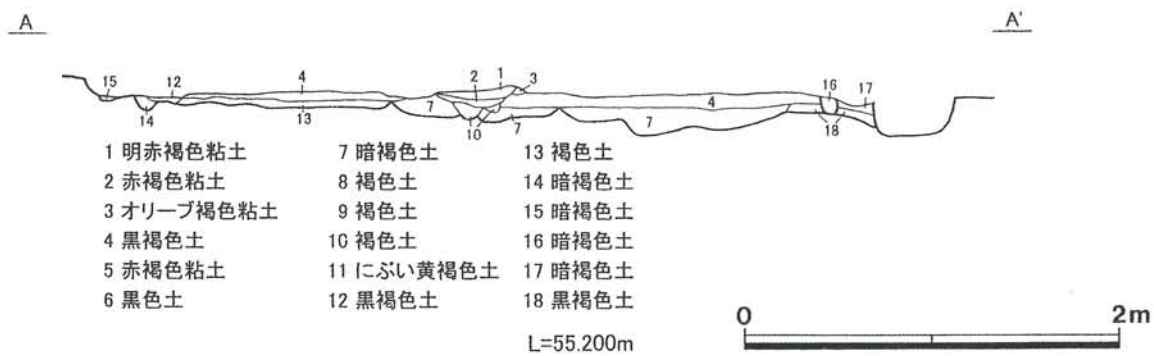 A A'
1 3
15 12 4 2 16 17
7 4
14 13 10 7 7 18
1 明赤褐色粘土 7 暗褐色土 13 褐色土
2 赤褐色粘土 8 褐色土 14 暗褐色土
3 オリーブ褐色粘土 9 褐色土 15 暗褐色土
4 黒褐色土 10 褐色土 16 暗褐色土
5 赤褐色粘土 11 にぶい黄褐色土 17 暗褐色土
6 黒色土 12 黒褐色土 18 黒褐色土
0 2m
L=55.200m